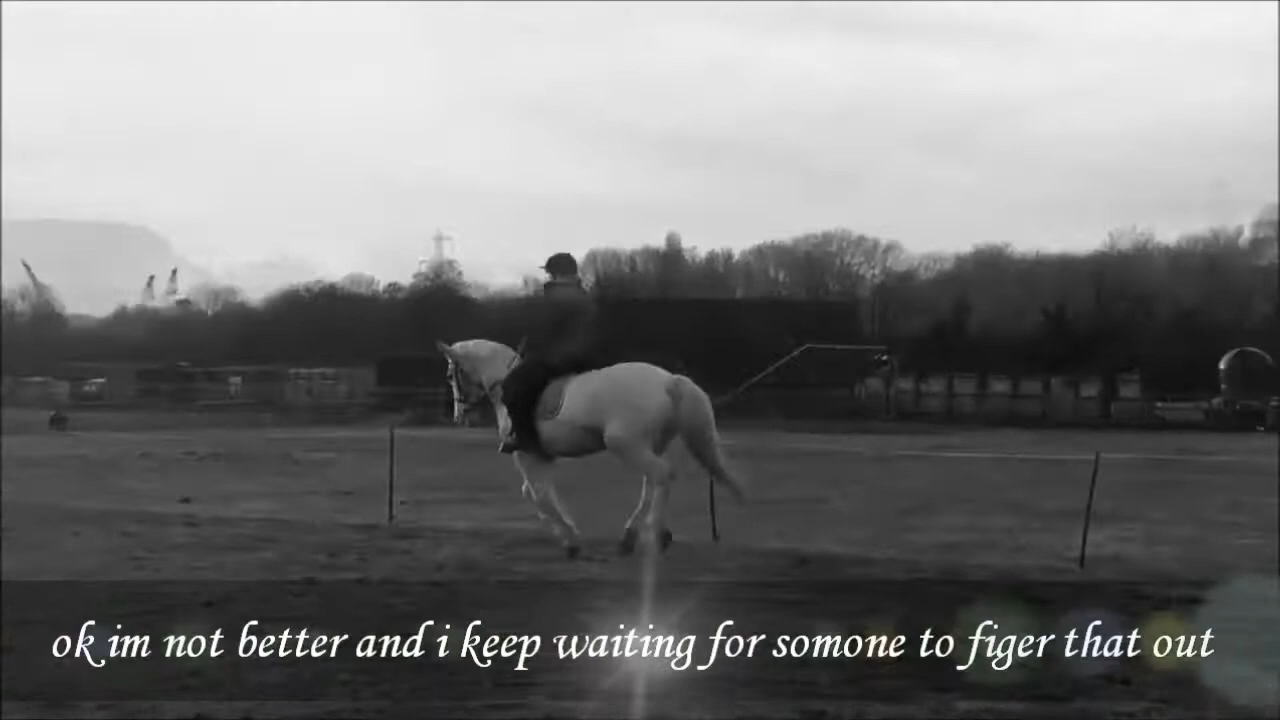 ok im not better and i keep waiting for somone to figer that out